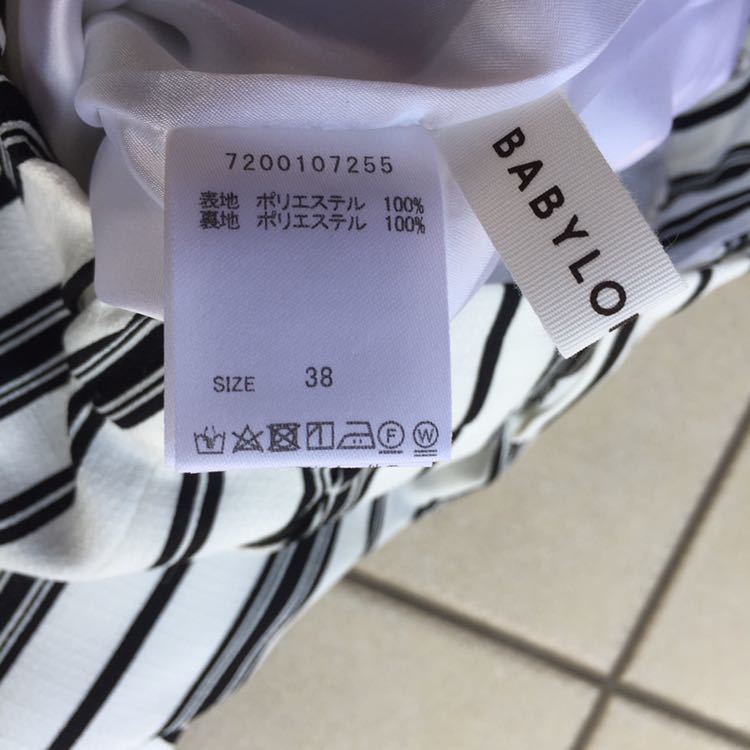 7200107255
表地 ポリエステル 100%
裏地 ポリエステル 100%
SIZE 38
F W
BABYLO